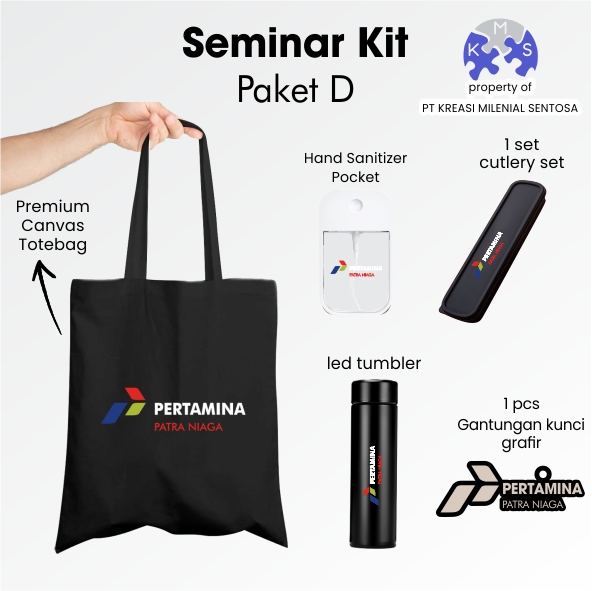 Seminar Kit
Paket D
K M S
property of
PT KREASI MILENIAL SENTOSA
Premium
Canvas
Totebag
Hand Sanitizer
Pocket
1 set
cutlery set
PERTAMINA
PATRA NIAGA
PERTAMINA
PATRA NIAGA
PERTAMINA
PATRA NIAGA
led tumbler
PERTAMINA
PATRA NIAGA
1 pcs
Gantungan kunci
grafir
PERTAMINA
PATRA NIAGA